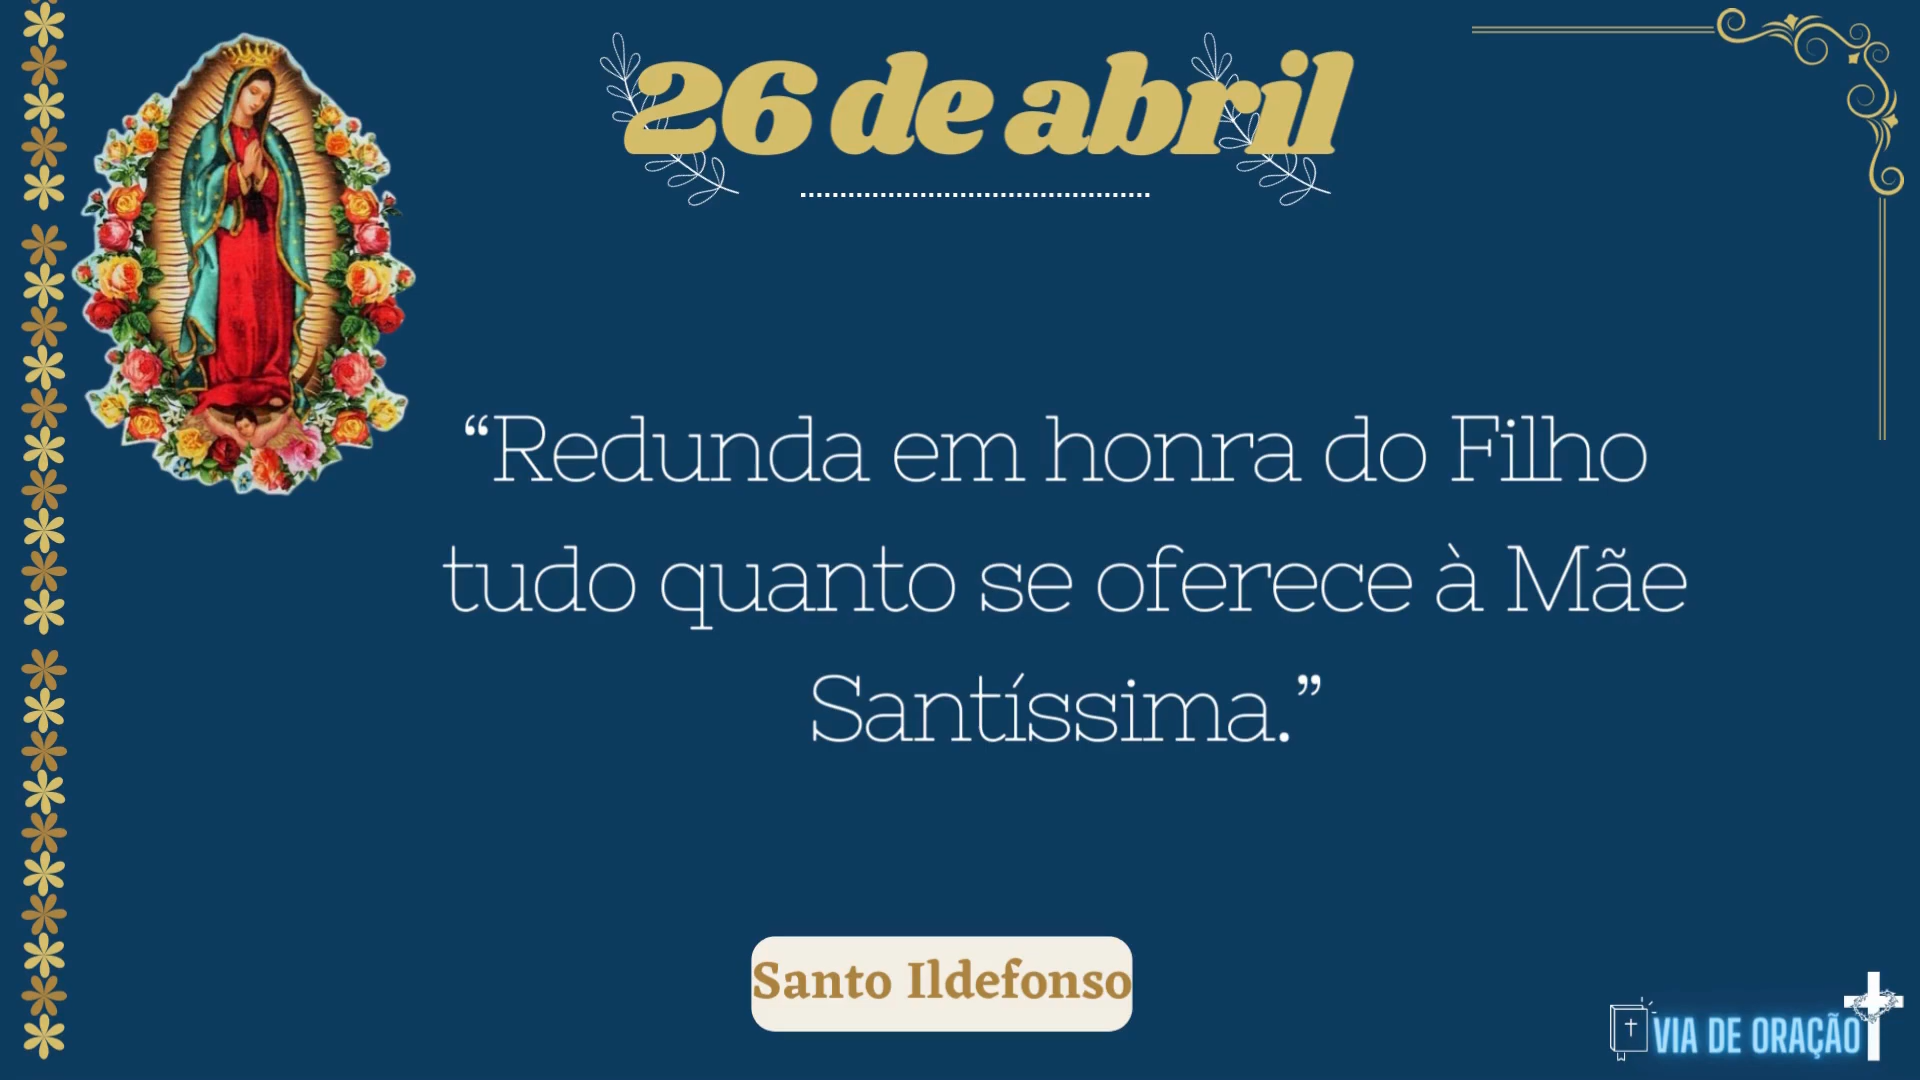 26 de abril
“Redunda em honra do Filho
tudo quanto se oferece à Mãe
Santíssima.”
Santo Ildefonso
VIA DE ORAÇÃO